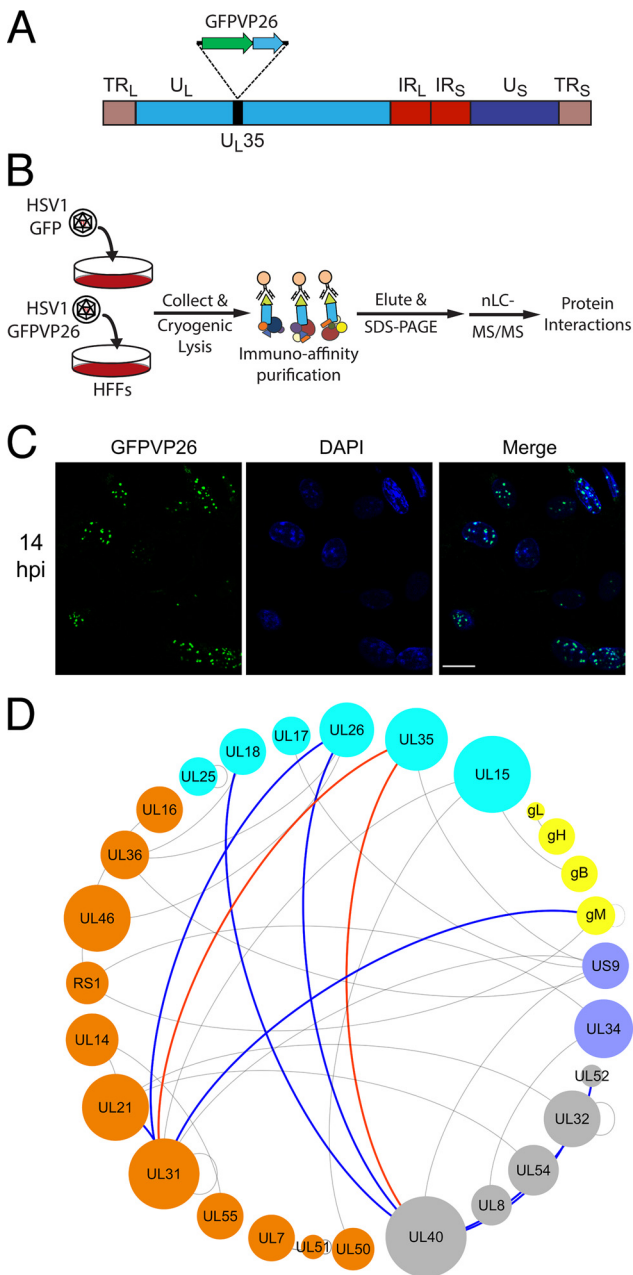 A
GFPVP26
TRL UL IRL IRS US TRS
UL35
B
HSV1
GFP
HSV1
GFPVP26
HFFs
Collect &
Cryogenic
Lysis
Immuno-affinity
purification
Elute &
SDS-PAGE
nLC-
MS/MS
Protein
Interactions
C
GFPVP26 DAPI Merge
14
hpi
D
UL26
UL35
UL17
UL18
UL15
UL25
gL
UL16
gH
UL36
gB
UL46
gM
US9
RS1
UL34
UL14
UL52
UL21
UL32
UL31
UL54
UL55
UL8
UL7
UL51
UL50
UL40